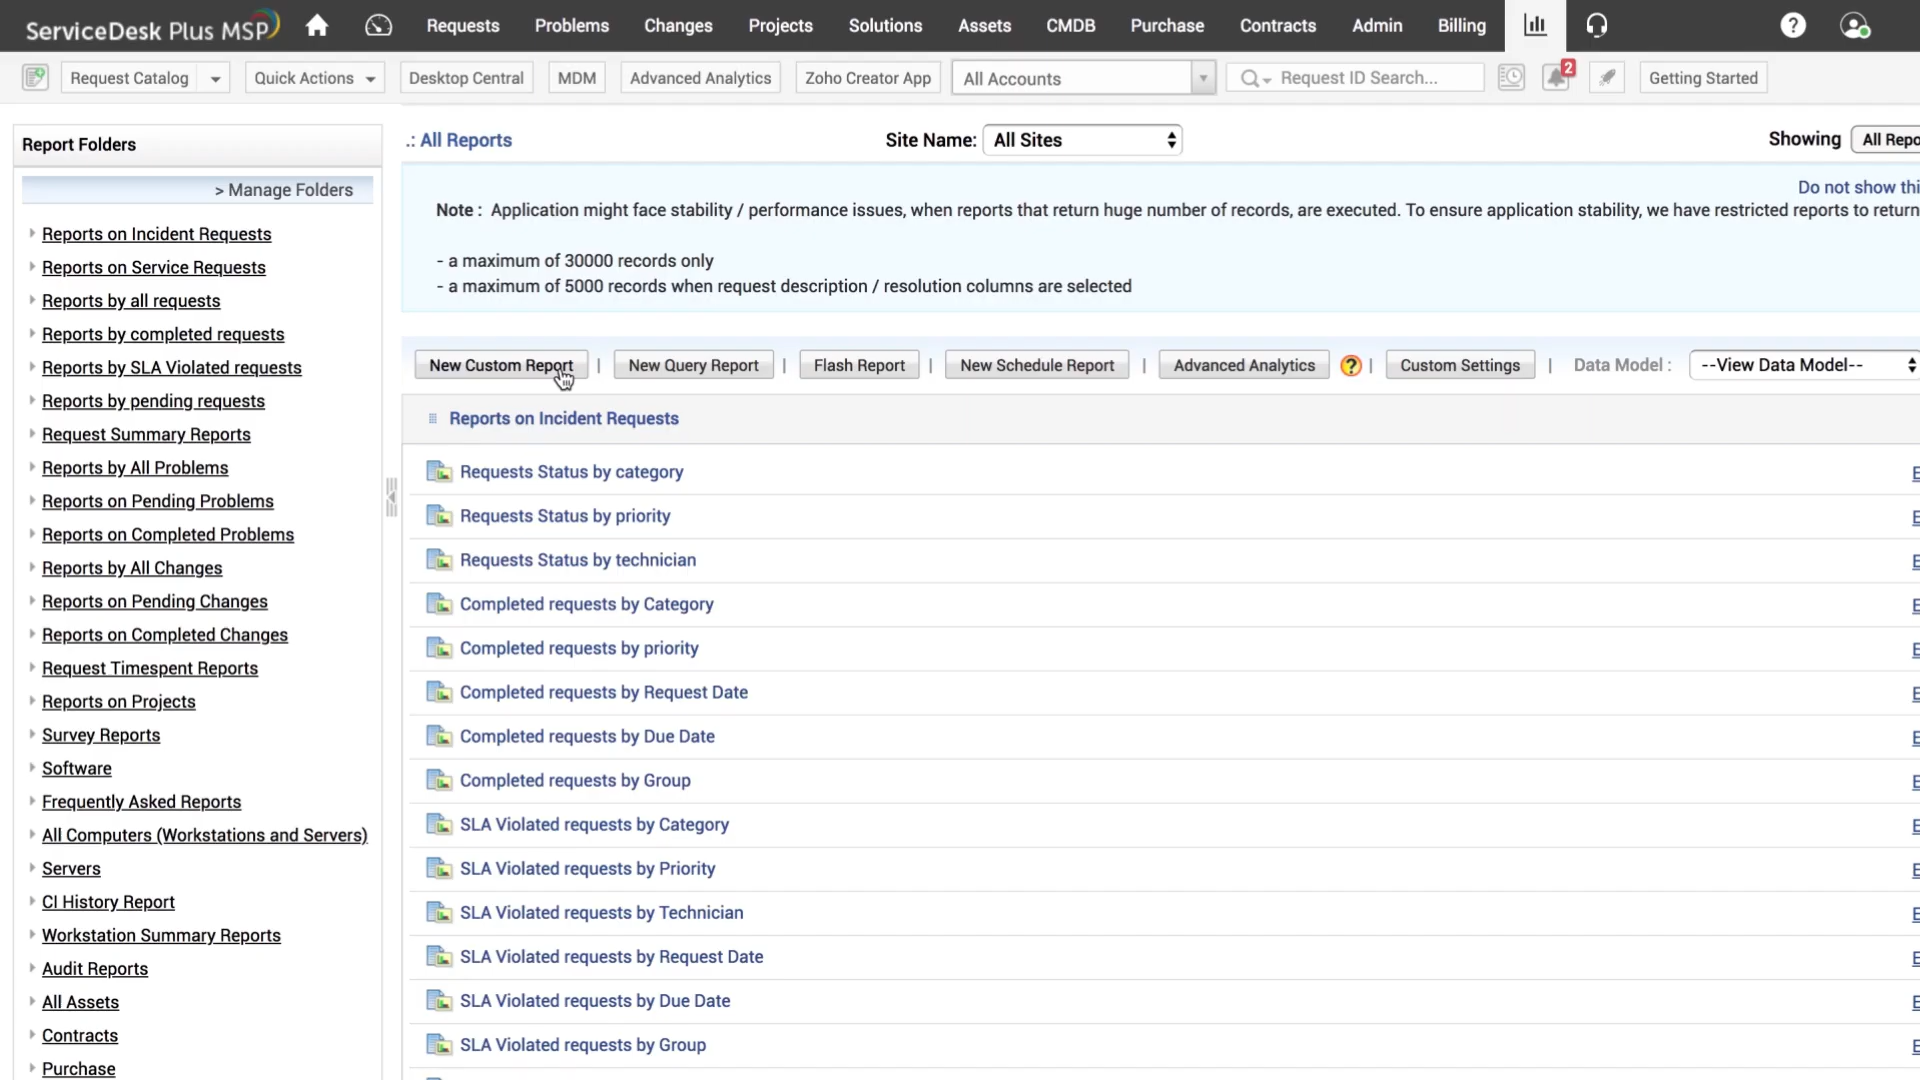 ServiceDesk Plus MSP
Requests Problems Changes Projects Solutions Assets CMDB Purchase Contracts Admin Billing
Request Catalog Quick Actions Desktop Central MDM Advanced Analytics Zoho Creator App All Accounts Request ID Search... 2 Getting Started
Report Folders
> Manage Folders
Reports on Incident Requests
Reports on Service Requests
Reports by all requests
Reports by completed requests
Reports by SLA Violated requests
Reports by pending requests
Request Summary Reports
Reports by All Problems
Reports on Pending Problems
Reports on Completed Problems
Reports by All Changes
Reports on Pending Changes
Reports on Completed Changes
Request Timespent Reports
Reports on Projects
Survey Reports
Software
Frequently Asked Reports
All Computers (Workstations and Servers)
Servers
CI History Report
Workstation Summary Reports
Audit Reports
All Assets
Contracts
Purchase
.: All Reports Site Name: All Sites Showing All Repo
Do not show thi
Note : Application might face stability / performance issues, when reports that return huge number of records, are executed. To ensure application stability, we have restricted reports to return
- a maximum of 30000 records only
- a maximum of 5000 records when request description / resolution columns are selected
New Custom Report | New Query Report | Flash Report | New Schedule Report | Advanced Analytics ? | Custom Settings | Data Model : --View Data Model--
Reports on Incident Requests
Requests Status by category E
Requests Status by priority E
Requests Status by technician E
Completed requests by Category E
Completed requests by priority E
Completed requests by Request Date E
Completed requests by Due Date E
Completed requests by Group E
SLA Violated requests by Category E
SLA Violated requests by Priority E
SLA Violated requests by Technician E
SLA Violated requests by Request Date E
SLA Violated requests by Due Date E
SLA Violated requests by Group E